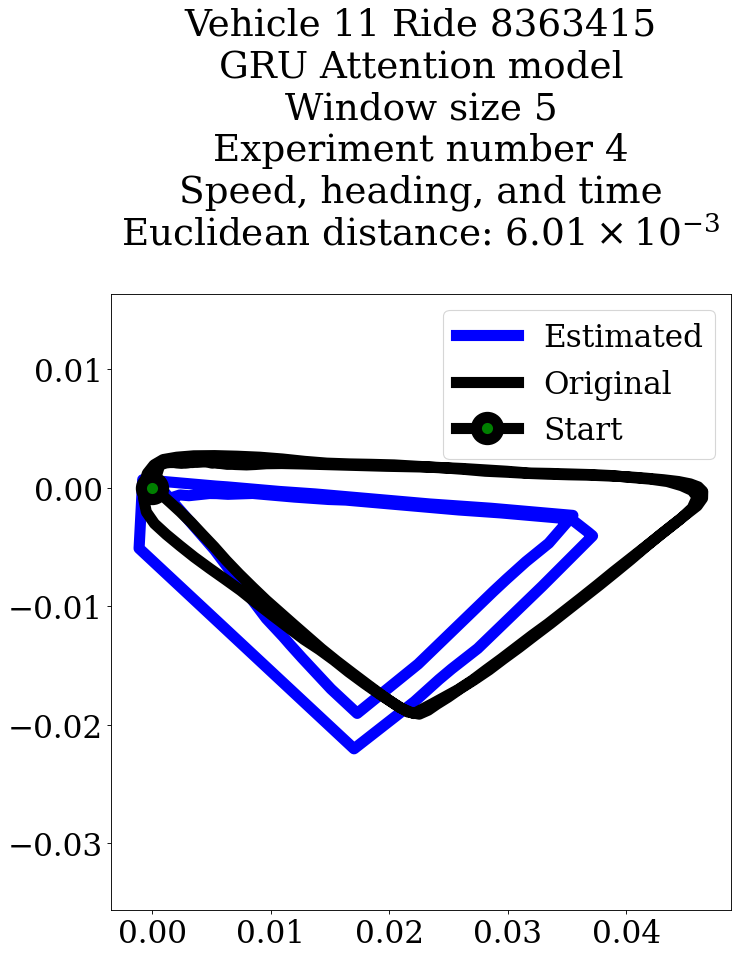 Vehicle 11 Ride 8363415
GRU Attention model
Window size 5
Experiment number 4
Speed, heading, and time
Euclidean distance: 6.01 × 10⁻³
Estimated
Original
Start
0.01
0.00
−0.01
−0.02
−0.03
0.00 0.01 0.02 0.03 0.04